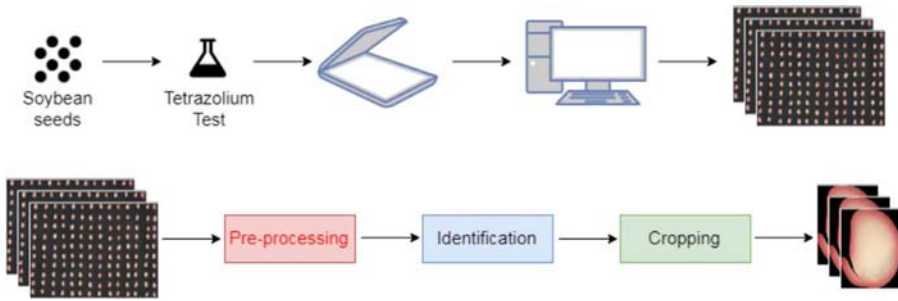 Soybean
seeds
Tetrazolium
Test
Pre-processing
Identification
Cropping